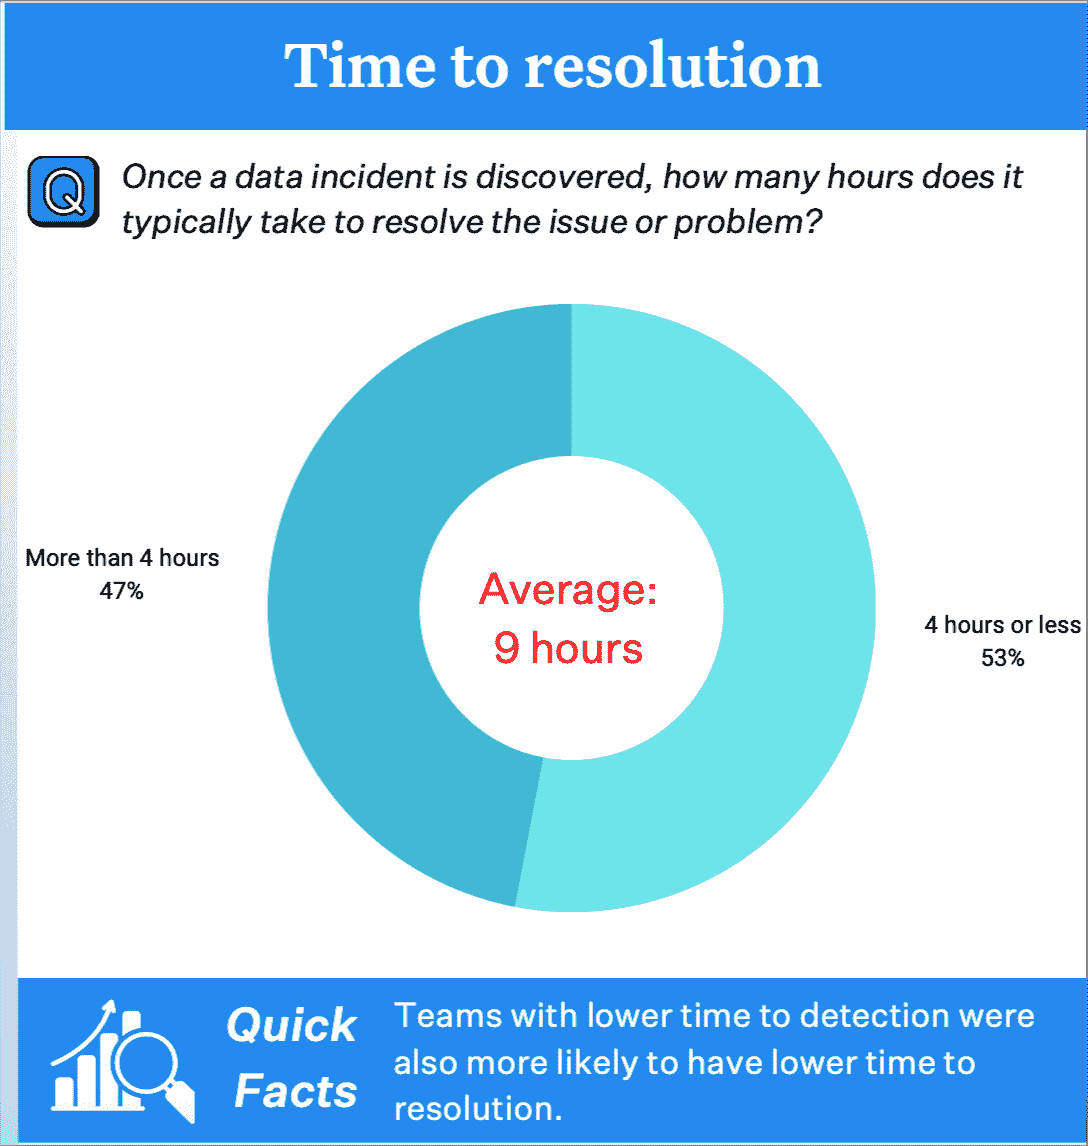 Time to resolution
Q
Once a data incident is discovered, how many hours does it
typically take to resolve the issue or problem?
More than 4 hours
47%
Average:
9 hours
4 hours or less
53%
Quick
Facts
Teams with lower time to detection were
also more likely to have lower time to
resolution.